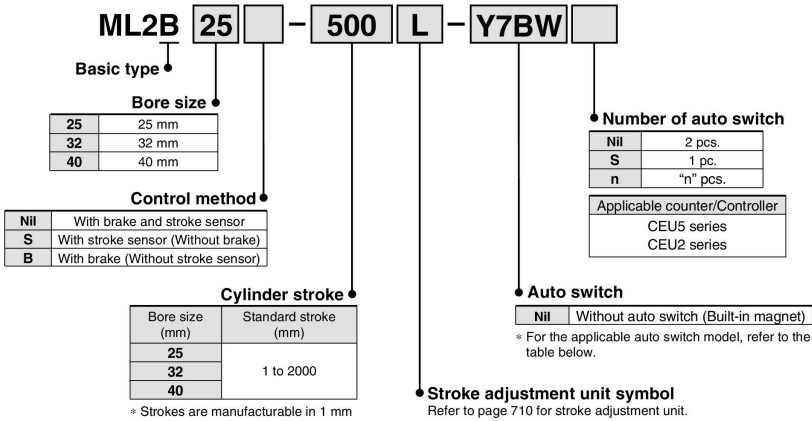 ML2B 25 – 500 L – Y7BW
Basic type
Bore size
25 25 mm
32 32 mm
40 40 mm
Control method
Nil With brake and stroke sensor
S With stroke sensor (Without brake)
B With brake (Without stroke sensor)
Cylinder stroke
Bore size (mm) Standard stroke (mm)
25
32 1 to 2000
40
* Strokes are manufacturable in 1 mm
Number of auto switch
Nil 2 pcs.
S 1 pc.
n “n” pcs.
Applicable counter/Controller
CEU5 series
CEU2 series
Auto switch
Nil Without auto switch (Built-in magnet)
* For the applicable auto switch model, refer to the
table below.
Stroke adjustment unit symbol
Refer to page 710 for stroke adjustment unit.